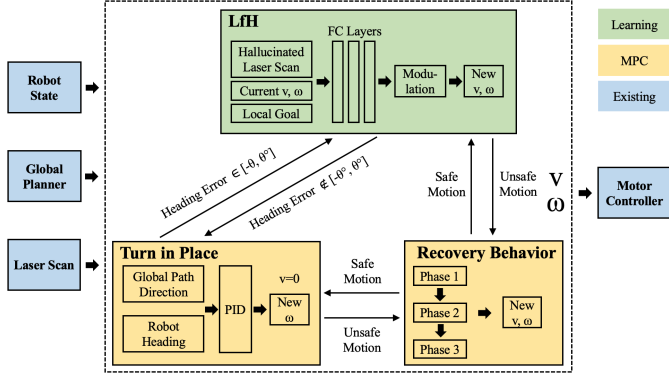 LfH
FC Layers
Hallucinated
Laser Scan
Current v, ω
Local Goal
Modu-
lation
New
v, ω
Learning
MPC
Existing
Robot
State
Global
Planner
Laser Scan
Heading Error ∈ [-θ, θ°]
Heading Error ∉ [-θ°, θ°]
Safe
Motion
Unsafe
Motion
v
ω
Motor
Controller
Turn in Place
Global Path
Direction
Robot
Heading
PID
v=0
New
ω
Safe
Motion
Unsafe
Motion
Recovery Behavior
Phase 1
Phase 2
Phase 3
New
v, ω